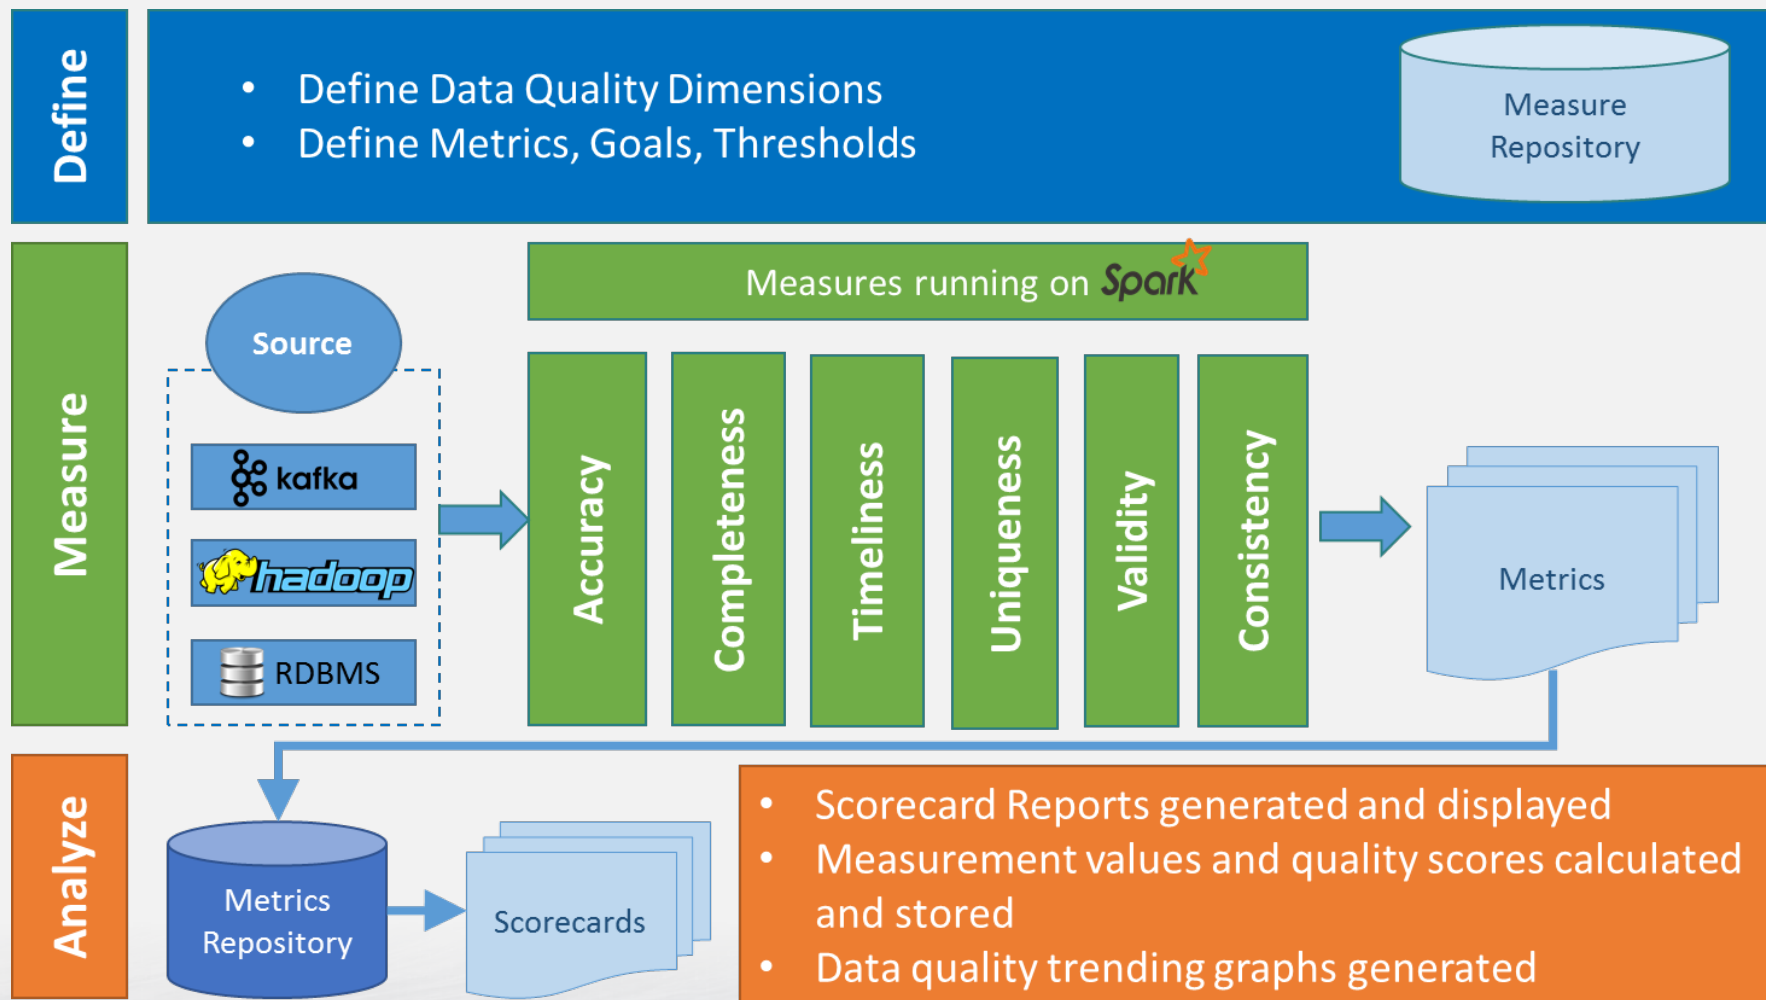 Define
• Define Data Quality Dimensions
• Define Metrics, Goals, Thresholds
Measure
Repository
Measure
Source
kafka
hadoop
RDBMS
Measures running on Spark
Accuracy
Completeness
Timeliness
Uniqueness
Validity
Consistency
Metrics
Analyze
Metrics
Repository
Scorecards
• Scorecard Reports generated and displayed
• Measurement values and quality scores calculated
and stored
• Data quality trending graphs generated